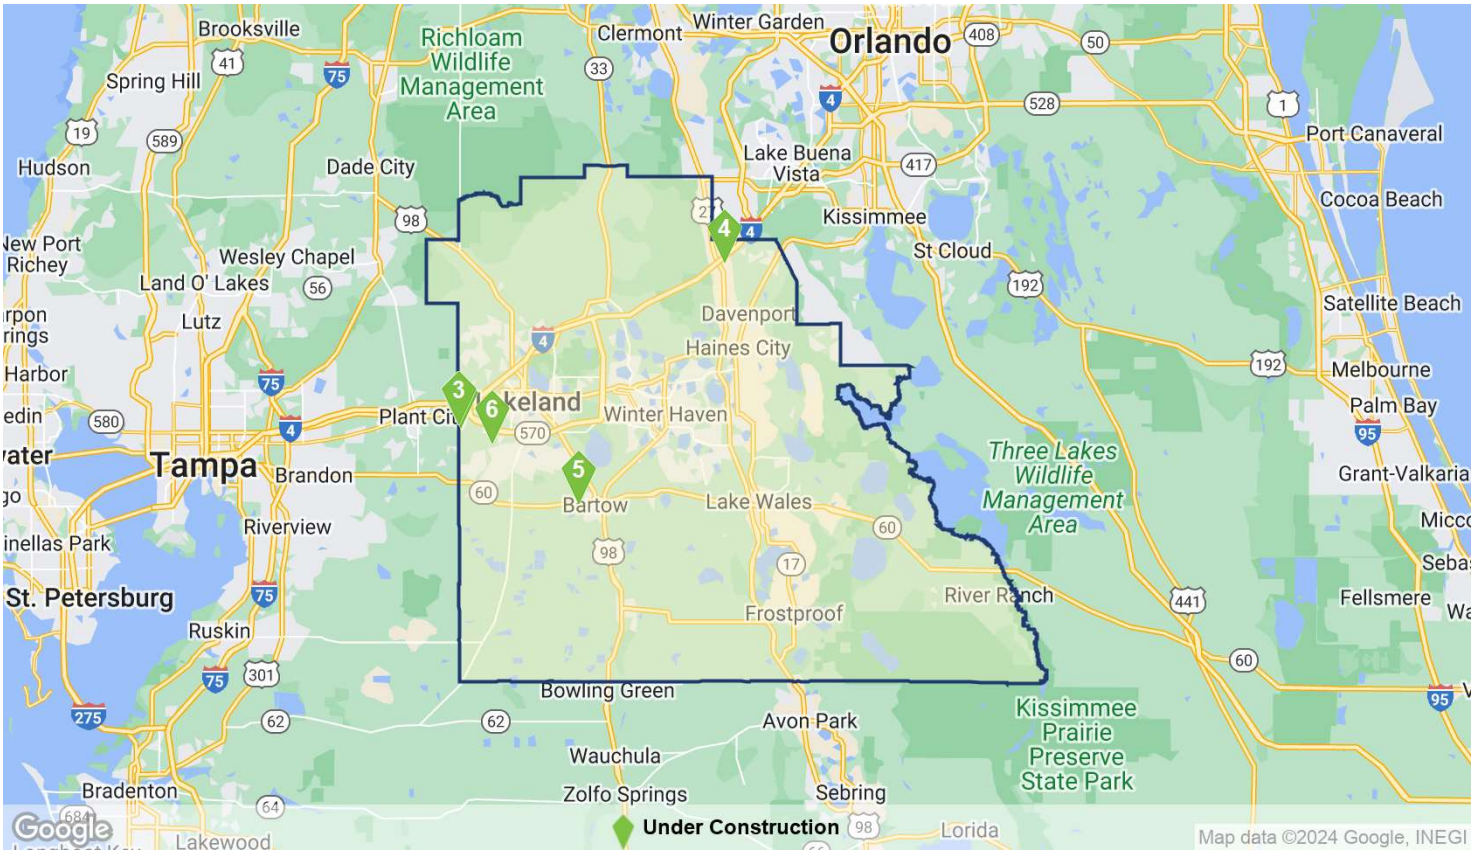 Brooksville
Clermont
Winter Garden
Orlando
408
50
Richloam
Wildlife
Management
Area
41
75
33
Spring Hill
4
528
1
19
589
Port Canaveral
Hudson
Dade City
Lake Buena
Vista
417
Cocoa Beach
98
27
4
4
Kissimmee
New Port
Richey
Wesley Chapel
St Cloud
Land O' Lakes
56
192
Satellite Beach
Lutz
Davenport
4
Haines City
192
Melbourne
Harbor
75
3
Plant City
Lakeland
6
Winter Haven
Palm Bay
580
4
570
95
Tampa
Brandon
5
Three Lakes
Wildlife
Management
Area
Grant-Valkaria
60
Bartow
Lake Wales
Riverview
60
98
17
75
River Ranch
441
Fellsmere
St. Petersburg
Frostproof
Ruskin
60
301
75
Bowling Green
95
275
62
62
Avon Park
Kissimmee
Prairie
Preserve
State Park
Wauchula
Bradenton
Zolfo Springs
Sebring
64
684
Google
Under Construction
98
Lorida
Lakewood
Map data ©2024 Google, INEGI